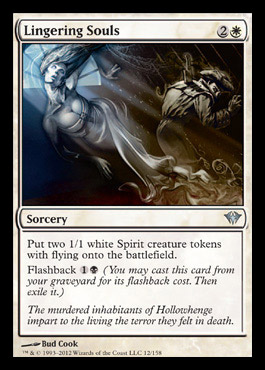 Lingering Souls 2
Sorcery
Put two 1/1 white Spirit creature tokens
with flying onto the battlefield.
Flashback 1 (You may cast this card from
your graveyard for its flashback cost. Then
exile it.)
The murdered inhabitants of Hollowhenge
impart to the living the terror they felt in death.
Bud Cook
™ & © 1993-2012 Wizards of the Coast LLC 12/158